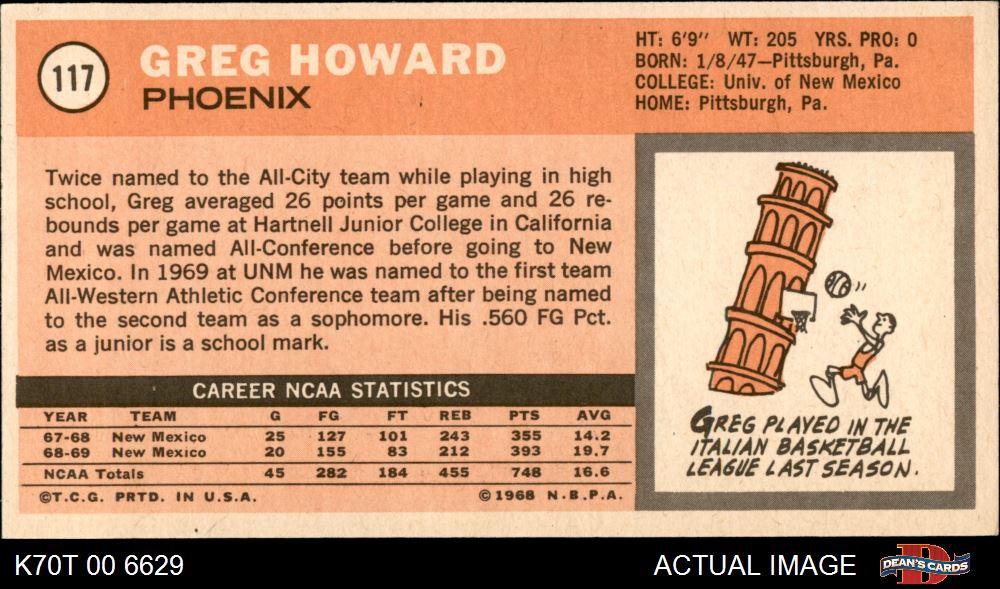 117
GREG HOWARD
PHOENIX
HT: 6'9" WT: 205 YRS. PRO: 0
BORN: 1/8/47—Pittsburgh, Pa.
COLLEGE: Univ. of New Mexico
HOME: Pittsburgh, Pa.
Twice named to the All-City team while playing in high
school, Greg averaged 26 points per game and 26 re-
bounds per game at Hartnell Junior College in California
and was named All-Conference before going to New
Mexico. In 1969 at UNM he was named to the first team
All-Western Athletic Conference team after being named
to the second team as a sophomore. His .560 FG Pct.
as a junior is a school mark.
CAREER NCAA STATISTICS
YEAR TEAM G FG FT REB PTS AVG
67-68 New Mexico 25 127 101 243 355 14.2
68-69 New Mexico 20 155 83 212 393 19.7
NCAA Totals 45 282 184 455 748 16.6
©T.C.G. PRTD. IN U.S.A. ©1968 N.B.P.A.
GREG PLAYED IN THE
ITALIAN BASKETBALL
LEAGUE LAST SEASON.
K70T 00 6629
ACTUAL IMAGE
D
DEAN'S CARDS